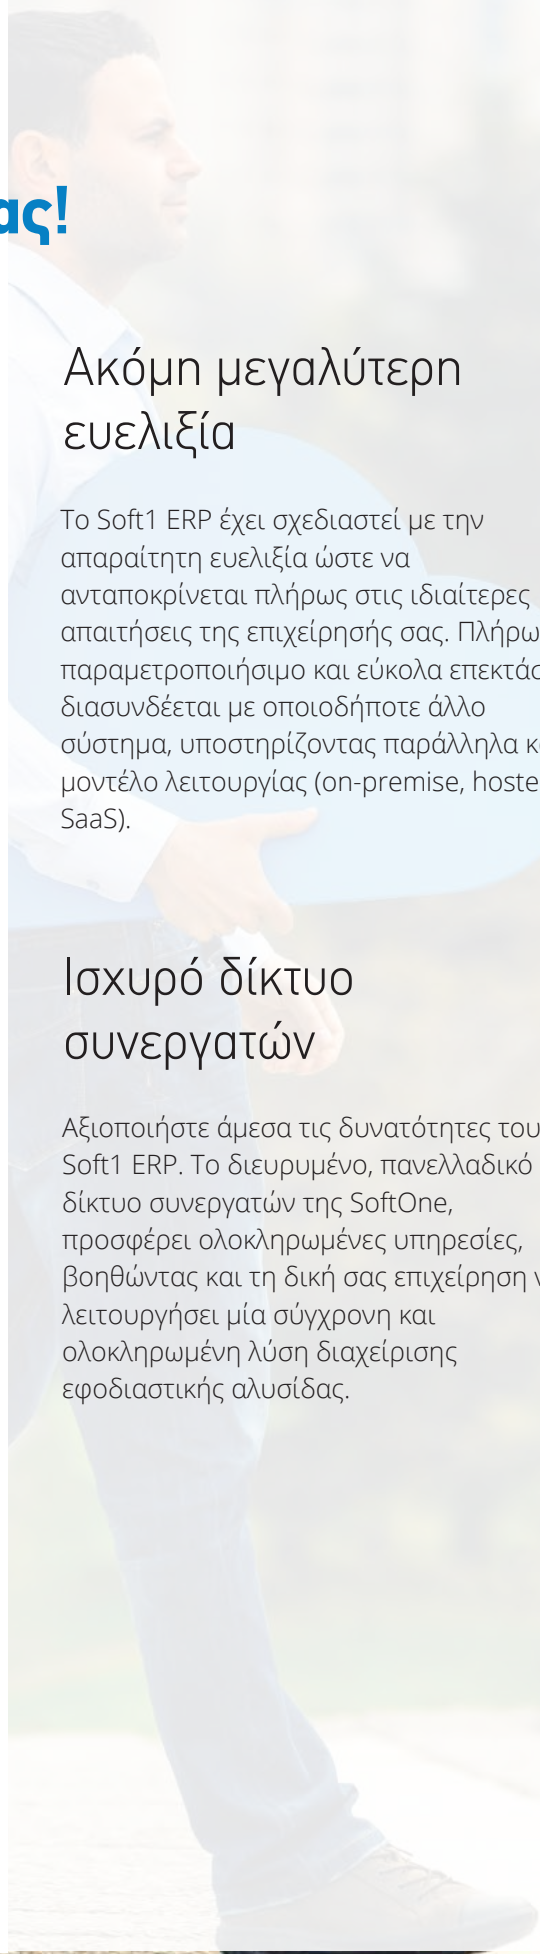 ας!
Ακόμη μεγαλύτερη
ευελιξία
Το Soft1 ERP έχει σχεδιαστεί με την
απαραίτητη ευελιξία ώστε να
ανταποκρίνεται πλήρως στις ιδιαίτερες
απαιτήσεις της επιχείρησής σας. Πλήρω
παραμετροποιήσιμο και εύκολα επεκτάσ
διασυνδέεται με οποιοδήποτε άλλο
σύστημα, υποστηρίζοντας παράλληλα κ
μοντέλο λειτουργίας (on-premise, hoste
SaaS).
Ισχυρό δίκτυο
συνεργατών
Αξιοποιήστε άμεσα τις δυνατότητες του
Soft1 ERP. Το διευρυμένο, πανελλαδικό
δίκτυο συνεργατών της SoftOne,
προσφέρει ολοκληρωμένες υπηρεσίες,
βοηθώντας και τη δική σας επιχείρηση ν
λειτουργήσει μία σύγχρονη και
ολοκληρωμένη λύση διαχείρισης
εφοδιαστικής αλυσίδας.